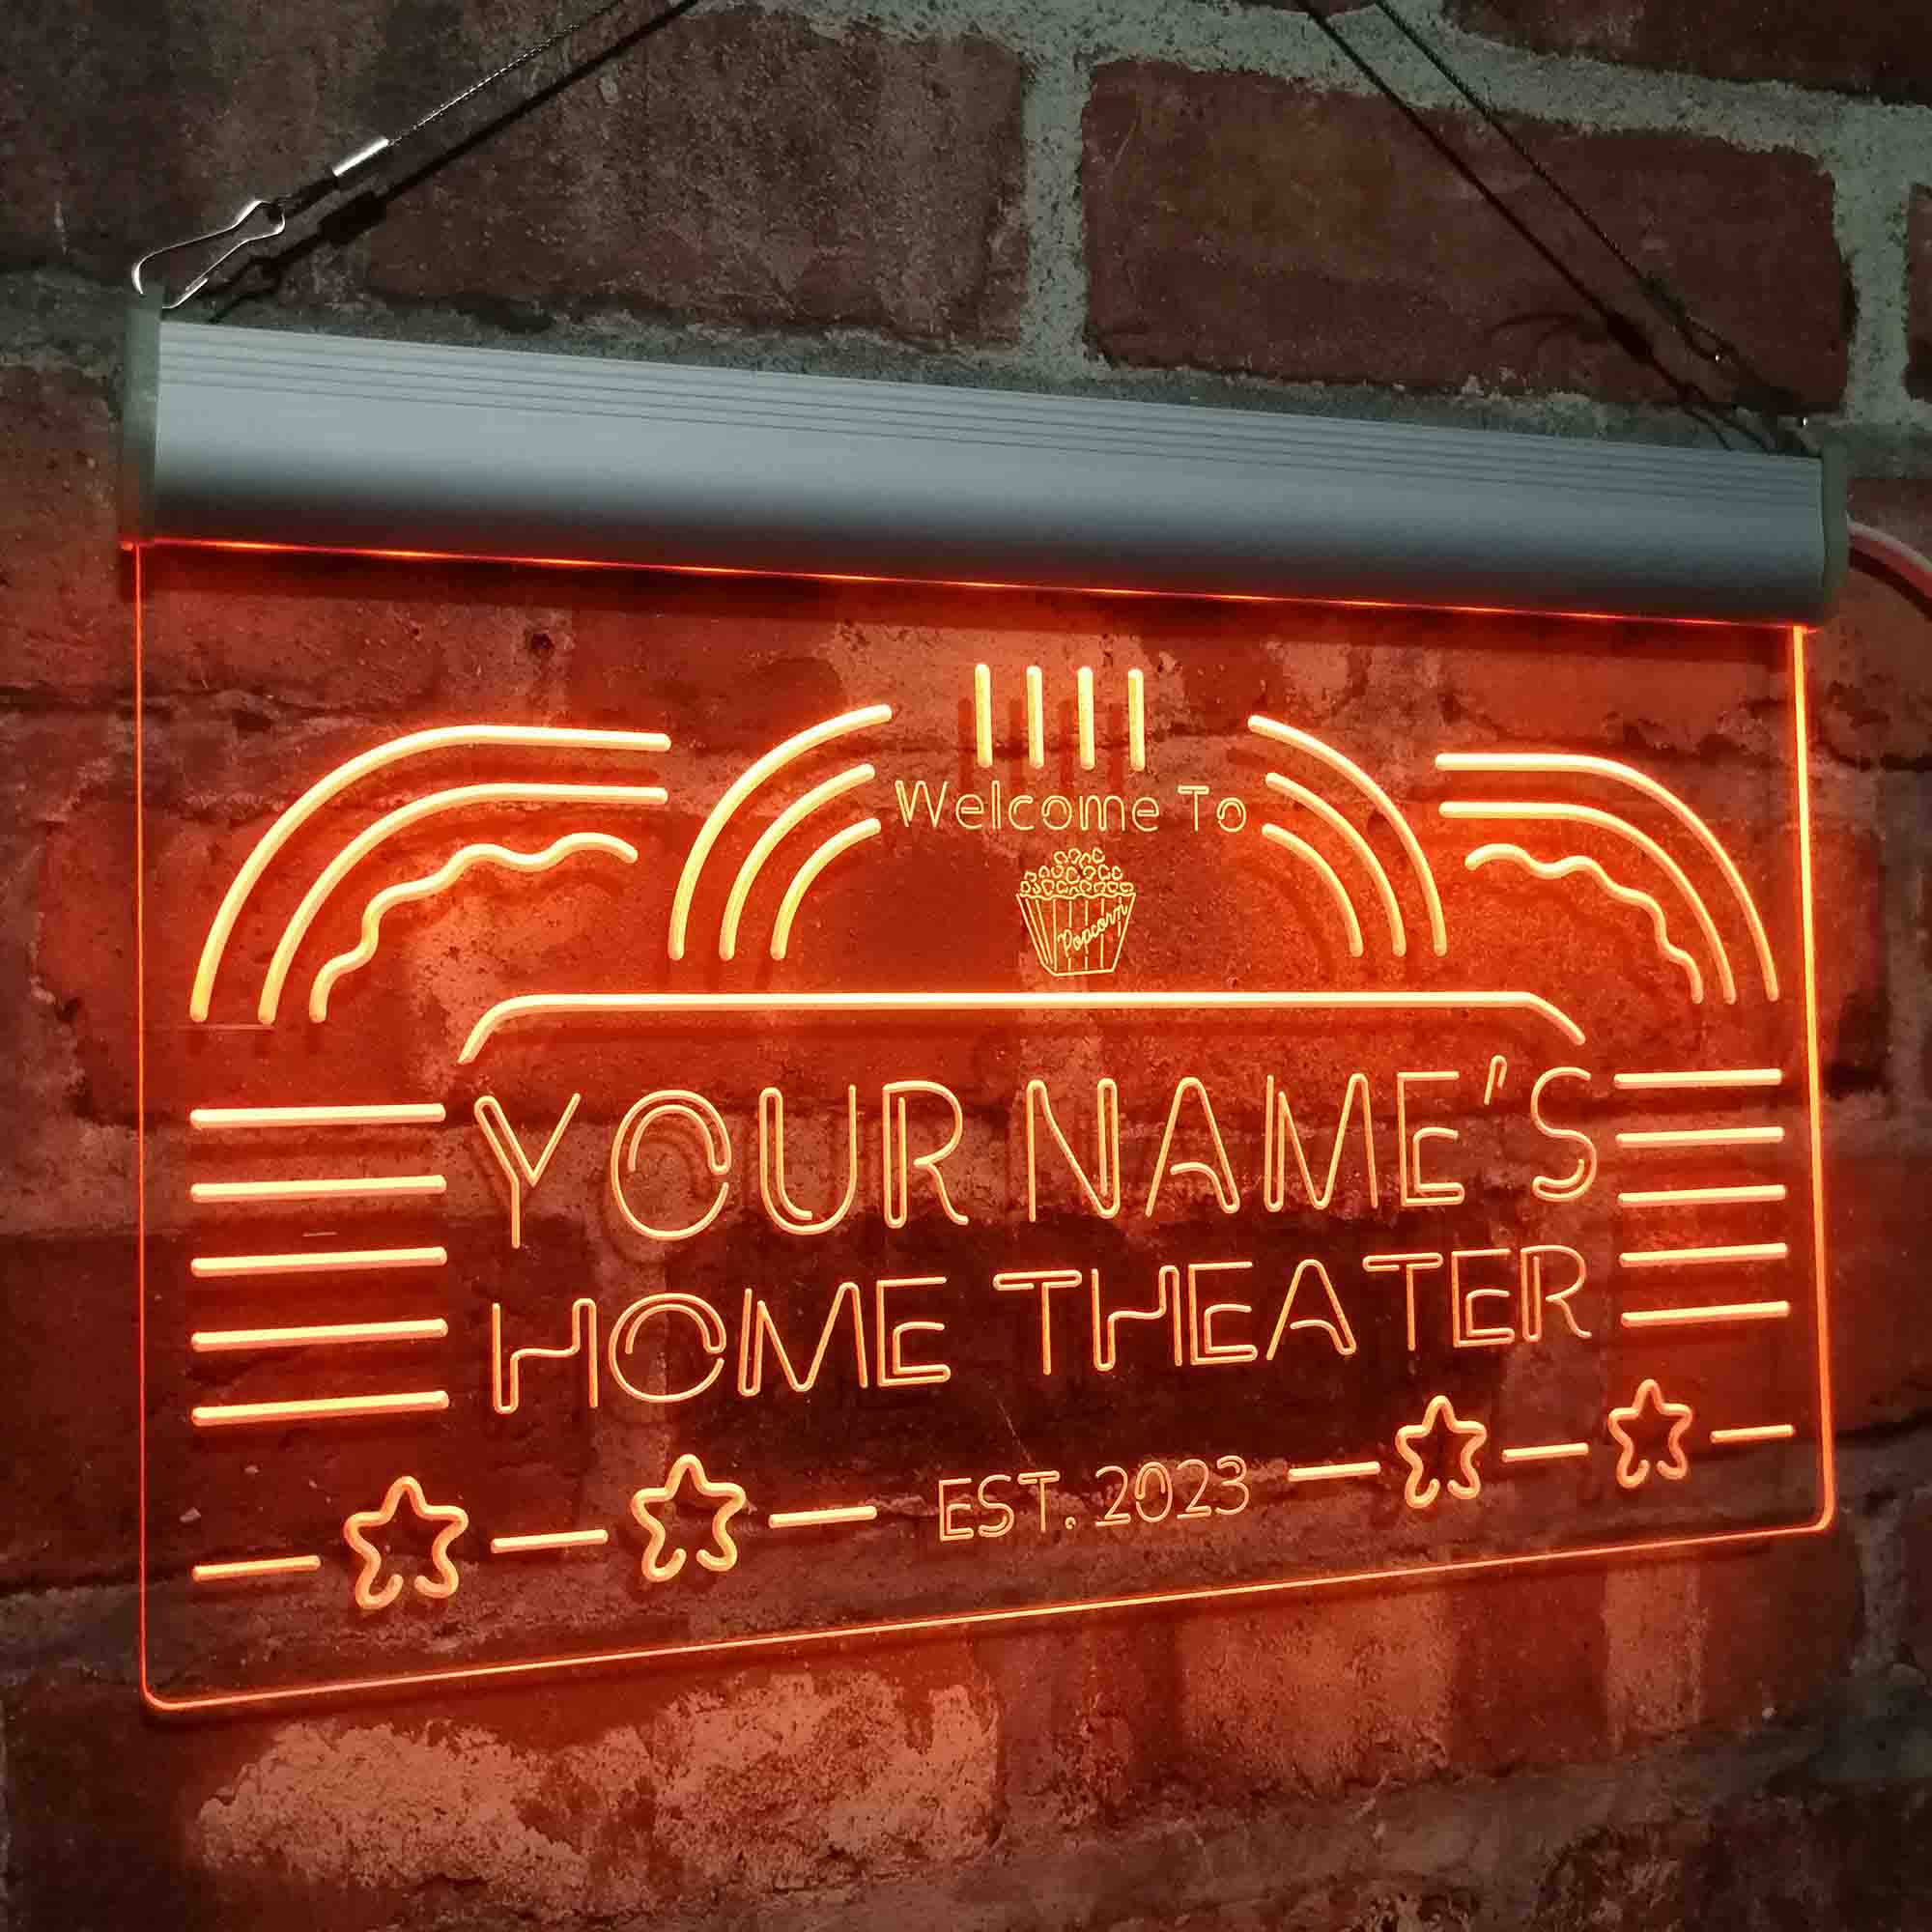 Welcome To
Popcorn
YOUR NAME'S
HOME THEATER
EST. 2023